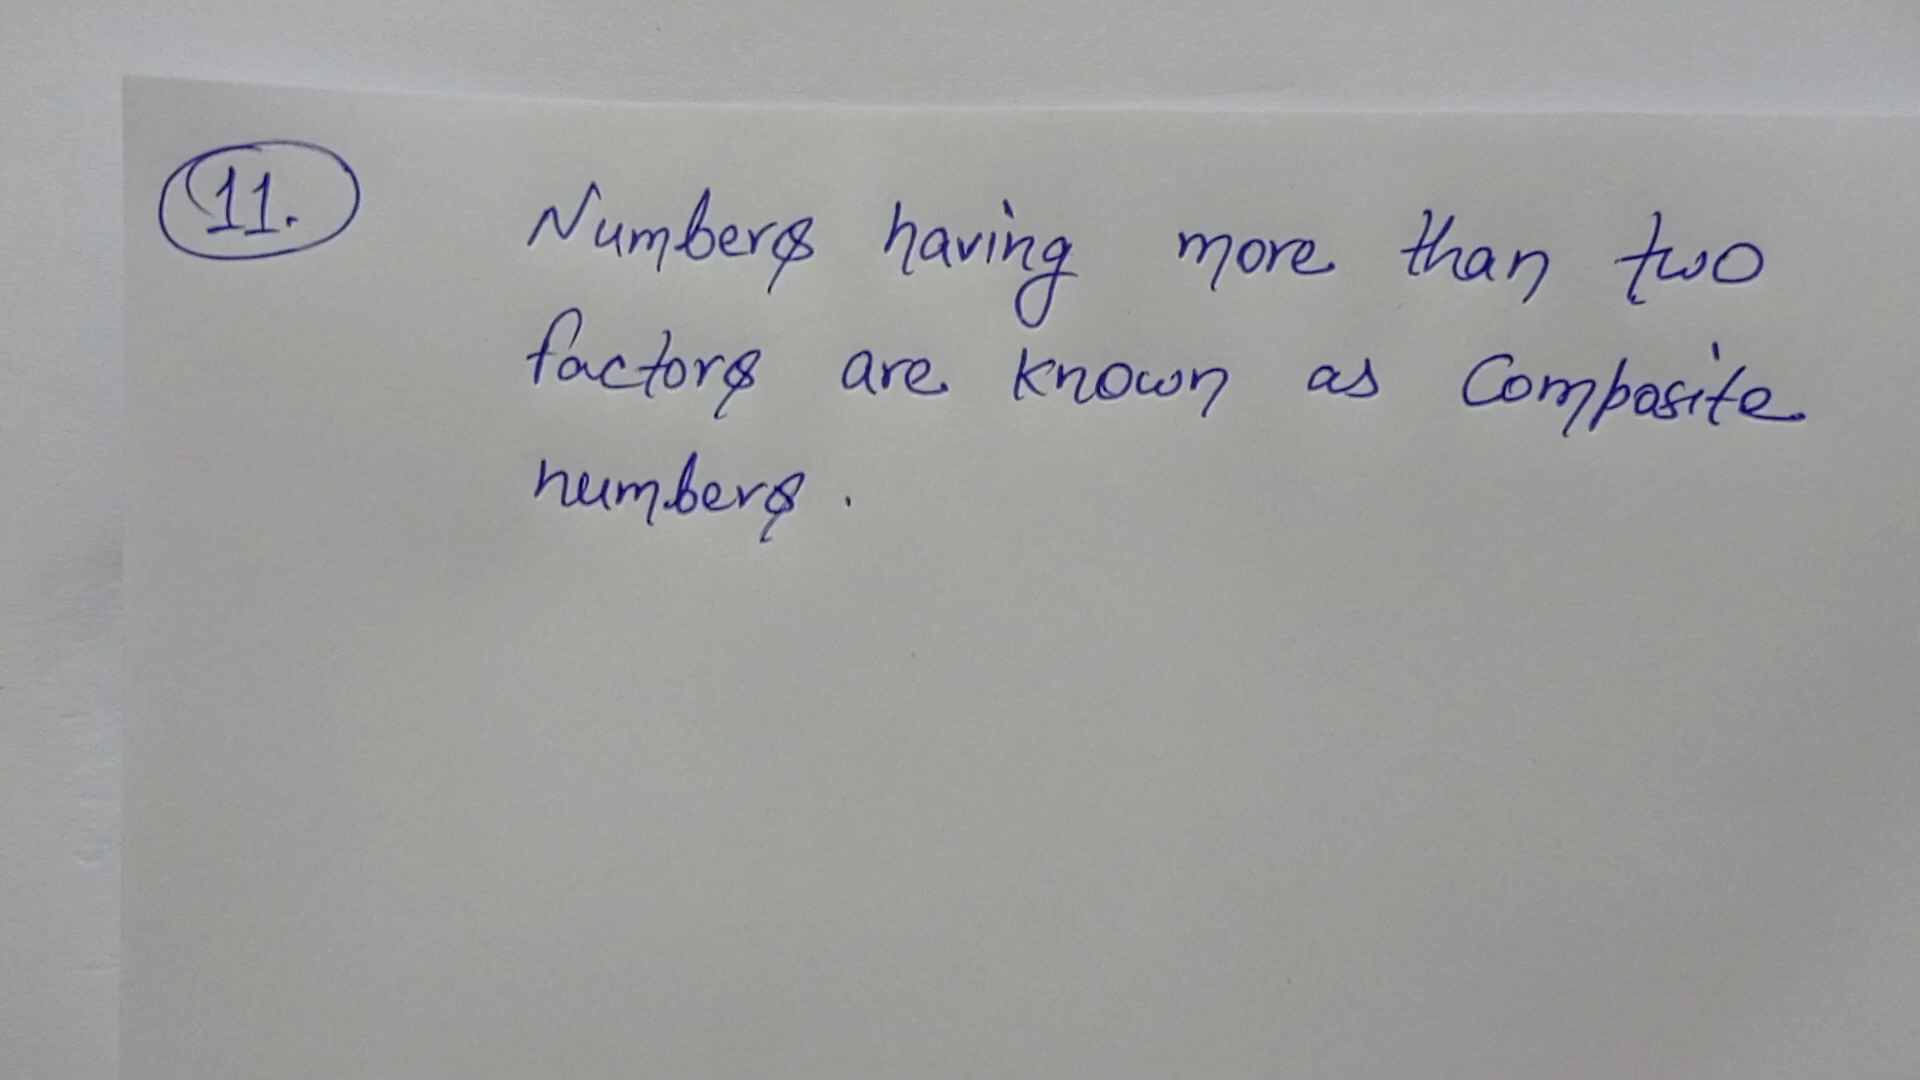 11. Numbers having more than two
factors are known as Composite
numbers.